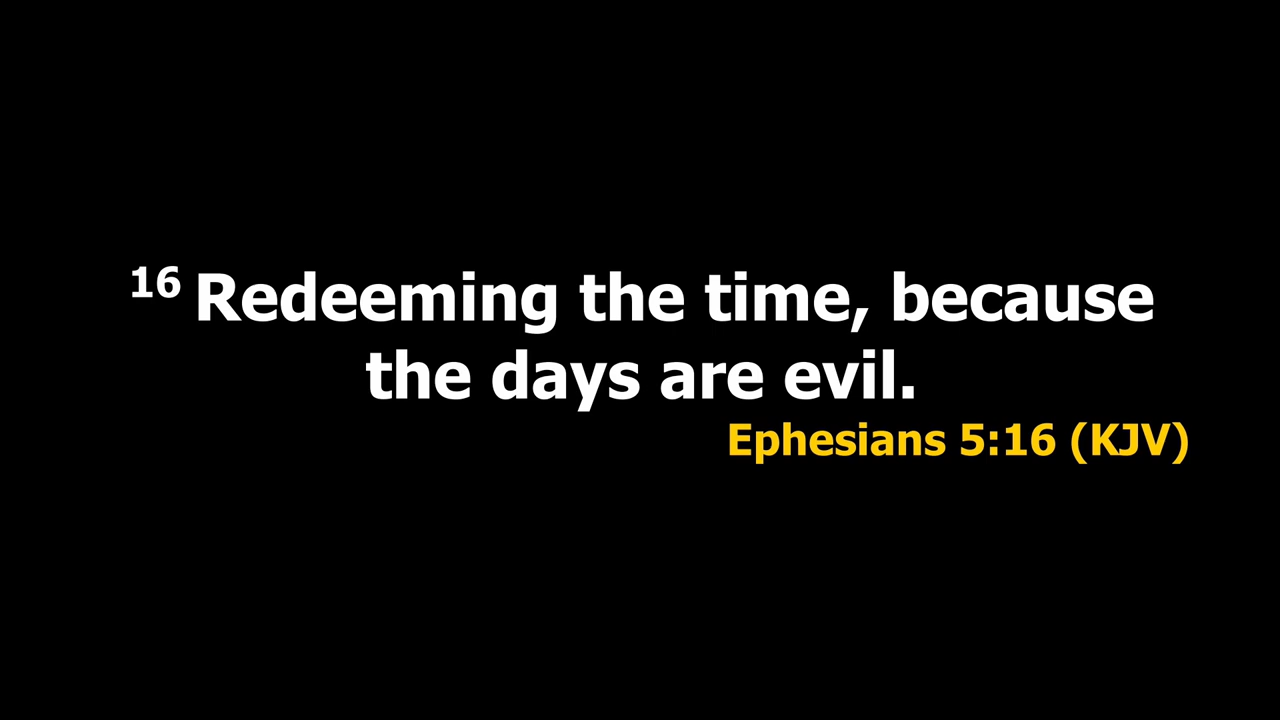 16 Redeeming the time, because
the days are evil.
Ephesians 5:16 (KJV)